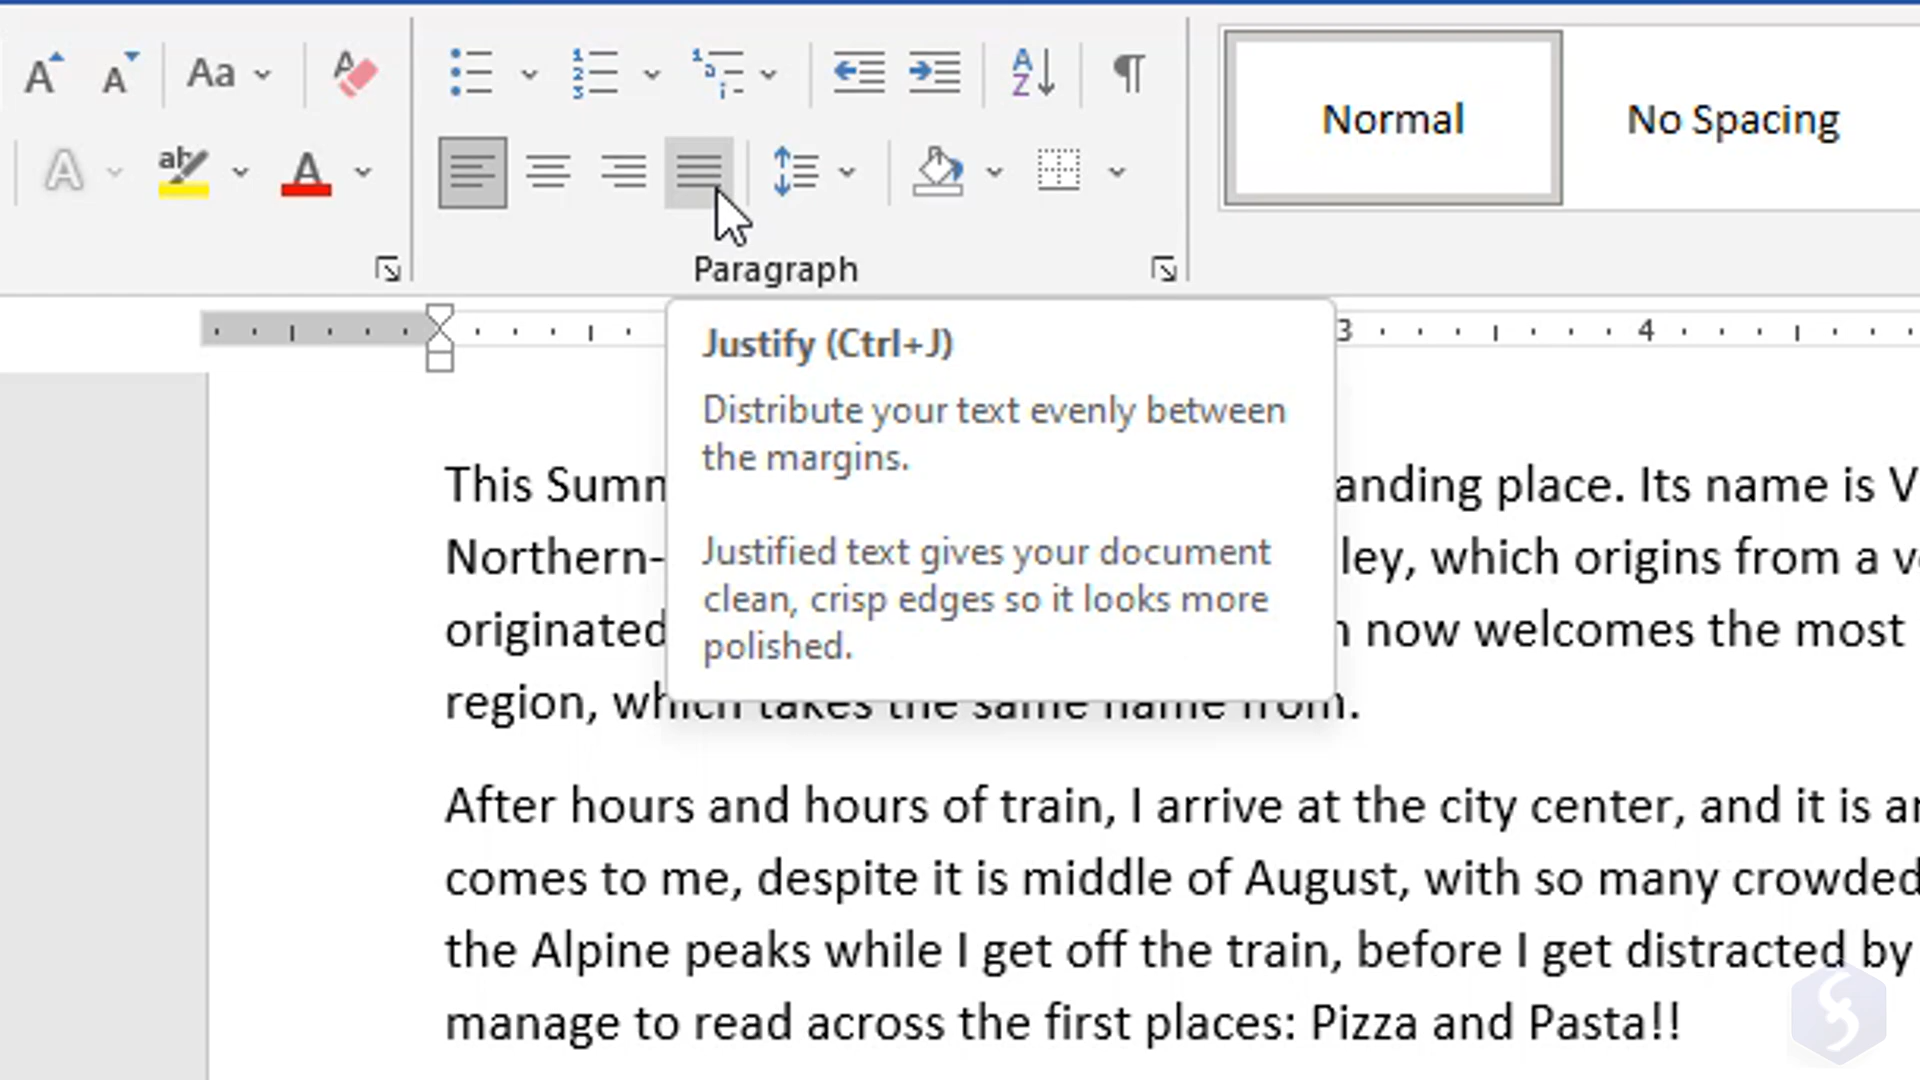 Aa
Normal
No Spacing
Paragraph
3 4
Justify (Ctrl+J)
Distribute your text evenly between
the margins.
Justified text gives your document
clean, crisp edges so it looks more
polished.
This Summ anding place. Its name is V
Northern- ley, which origins from a v
originated now welcomes the most
region, which takes the same name from.
After hours and hours of train, I arrive at the city center, and it is
comes to me, despite it is middle of August, with so many crowded
the Alpine peaks while I get off the train, before I get distracted by
manage to read across the first places: Pizza and Pasta!!